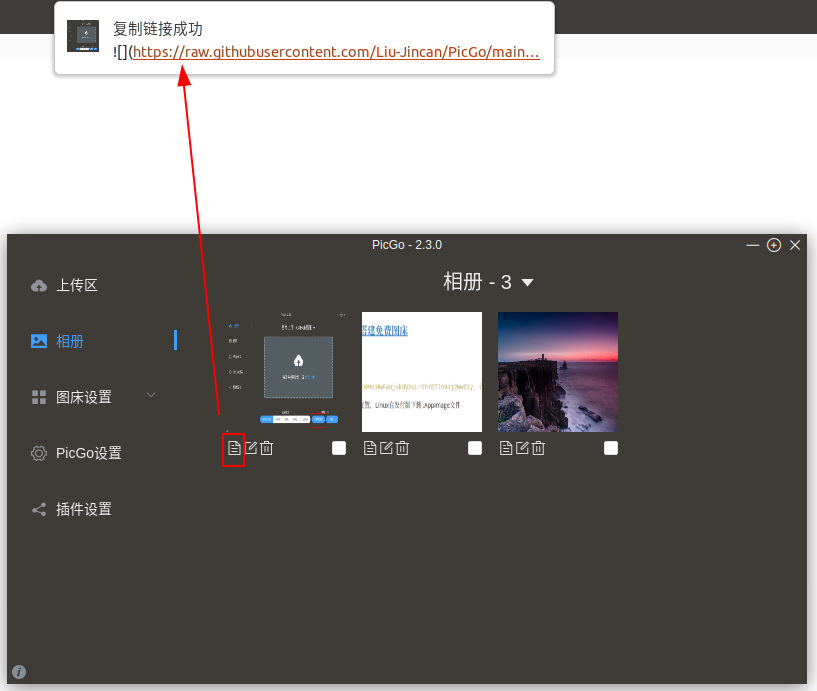 复制链接成功
![](https://raw.githubusercontent.com/Liu-Jincan/PicGo/main...
PicGo - 2.3.0
上传区
相册 - 3
相册
搭建免费图床
图床设置
置，Linux在发行版下载 .AppImage文件
PicGo设置
插件设置